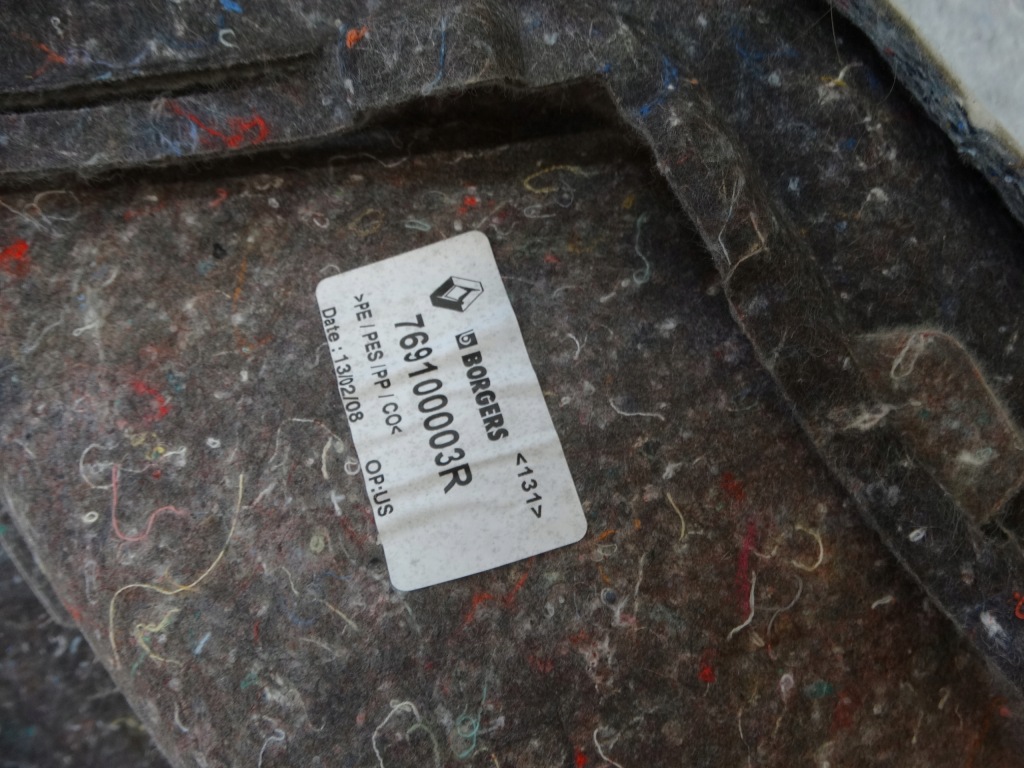 BORGERS <131>
769100003R
>PE / PES / PP / CO<
Date : 13/02/08 OP:US